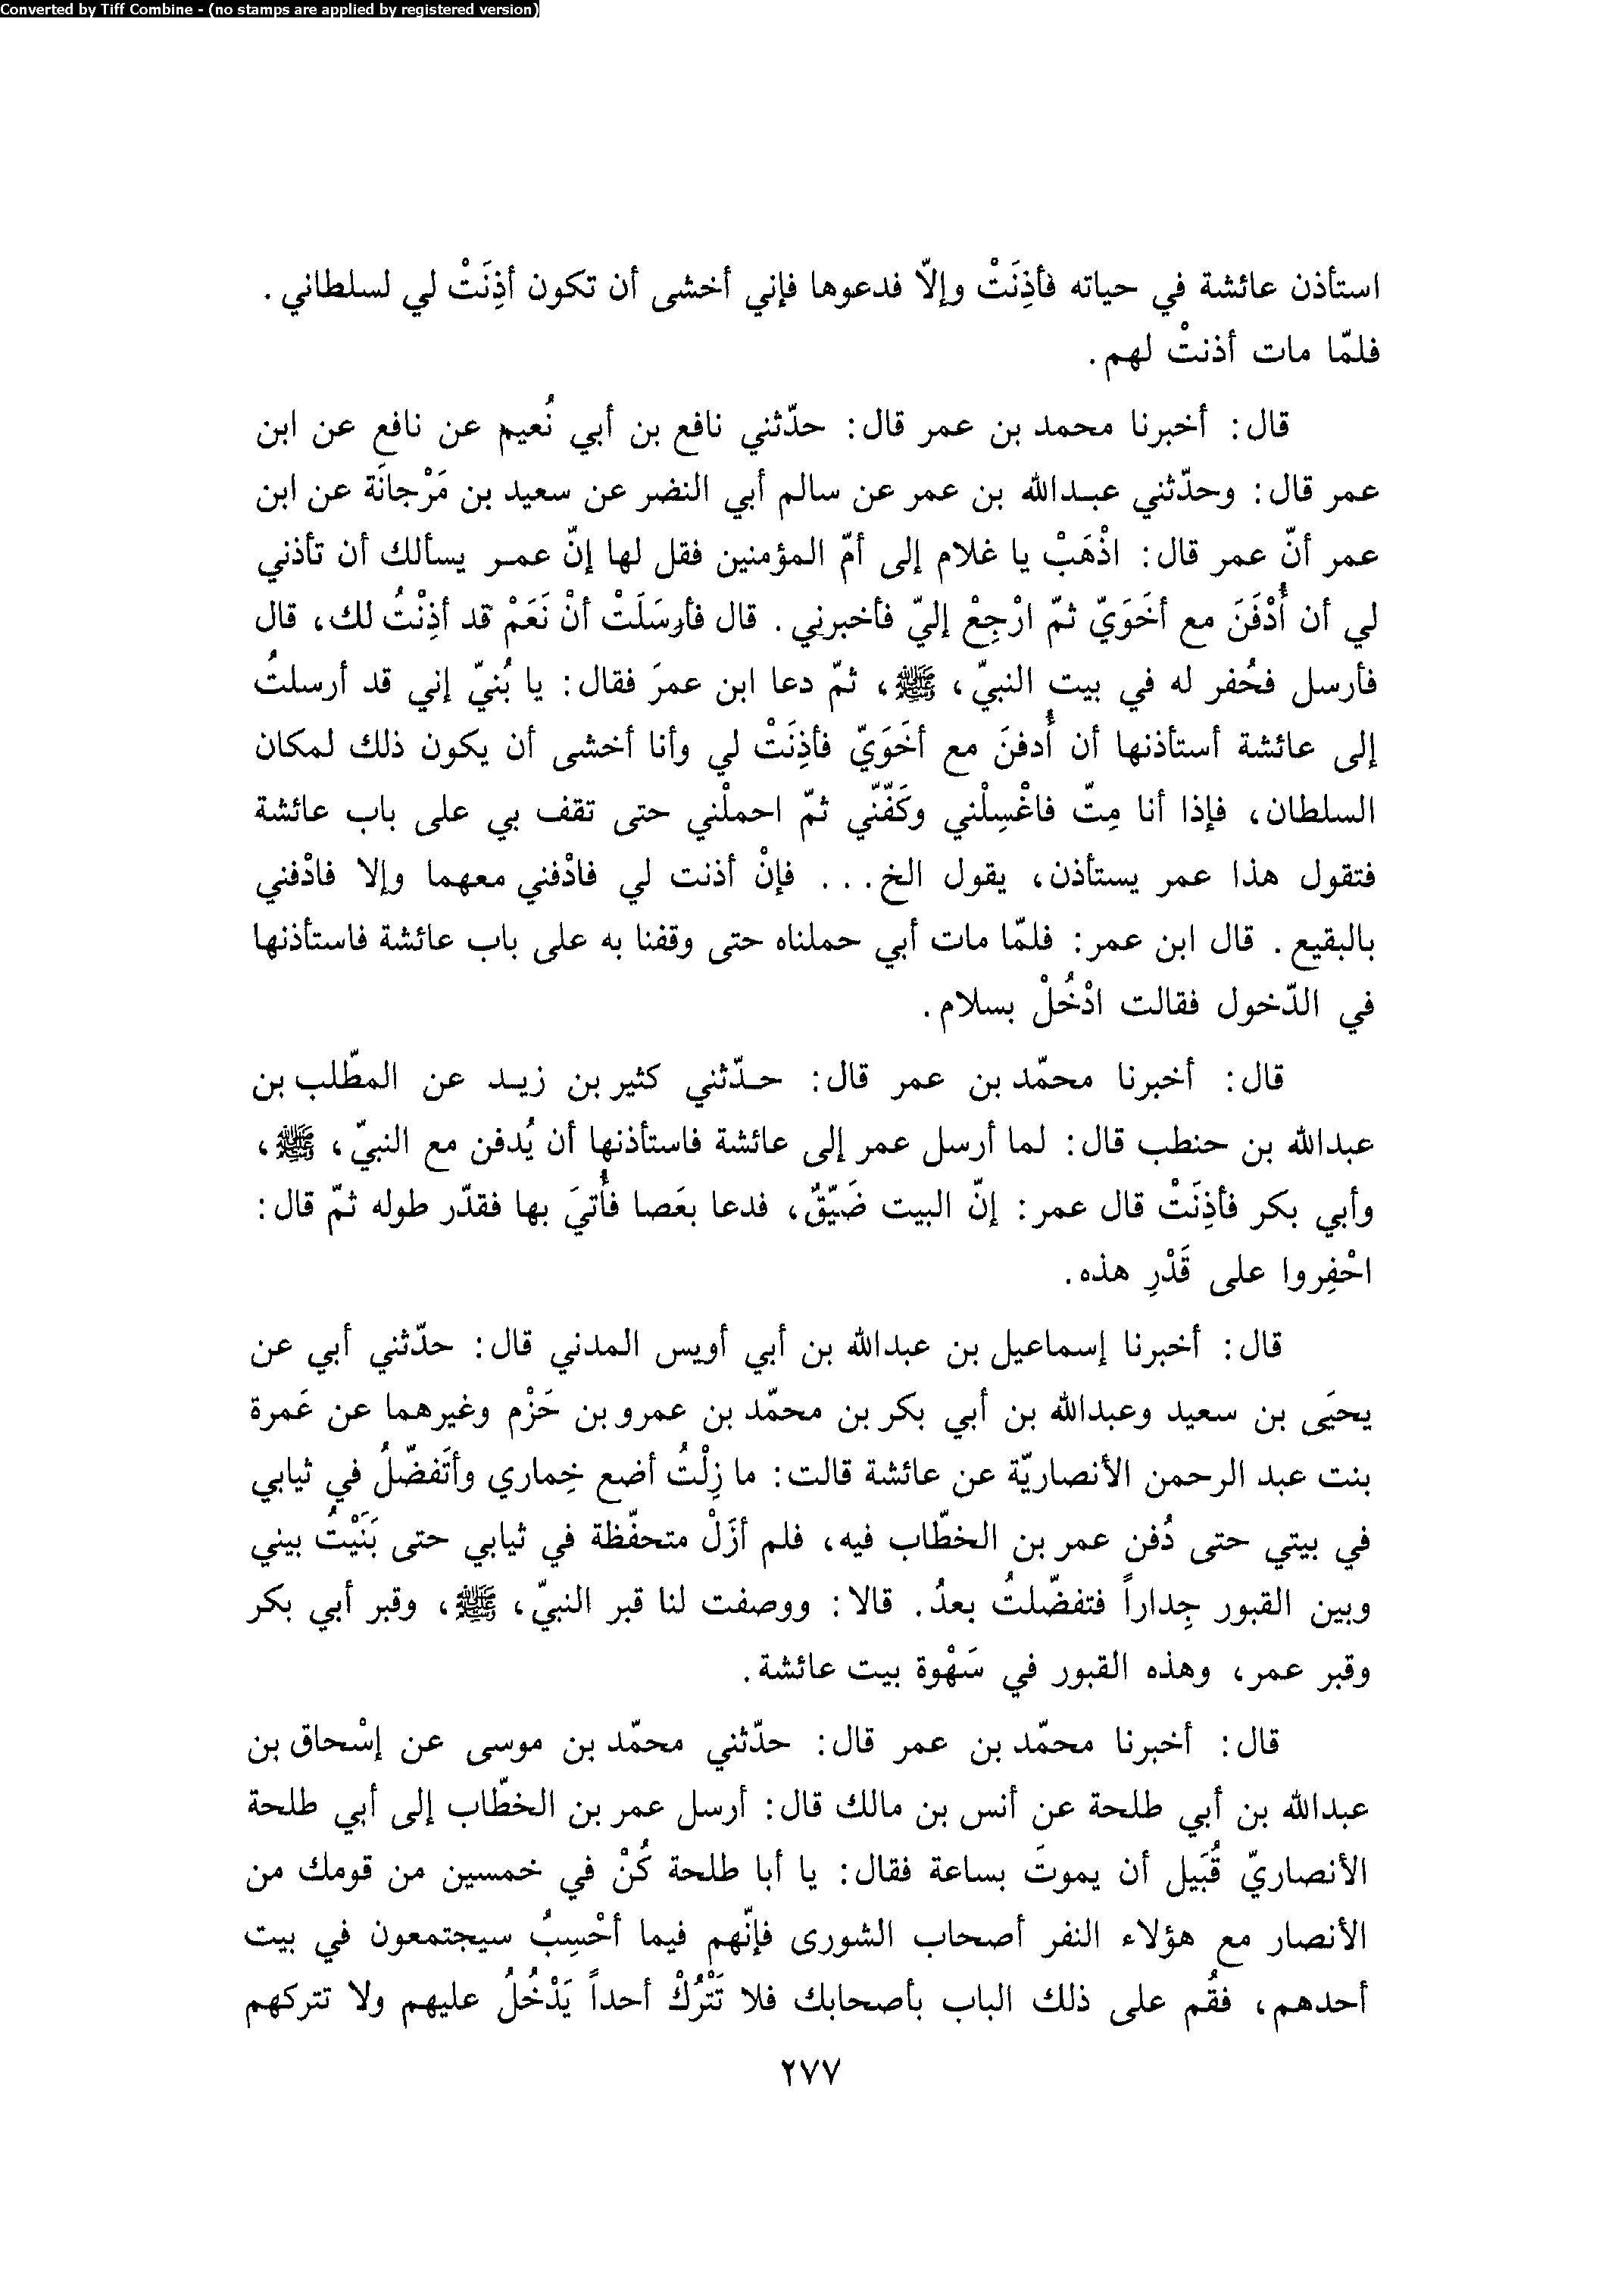 Converted by Tiff Combine - (no stamps are applied by registered version)
استأذن عائشة في حياته فأذِنَتْ وإلاّ فدعوها فإني أخشى أن تكون أذِنَتْ لي لسلطاني.
فلمّا مات أذنتْ لهم.
قال: أخبرنا محمد بن عمر قال: حدّثني نافع بن أبي نُعيم عن نافع عن ابن
عمر قال: وحدّثني عبـدالله بن عمر عن سالم أبي النضر عن سعيد بن مَرْجانَة عن ابن
عمر أنّ عمر قال: اذْهَبْ يا غلام إلى أمّ المؤمنين فقل لها إنّ عمـر يسألك أن تأذني
لي أن أُدْفَنَ مع أخَوَيّ ثمّ ارْجِعْ إليّ فأخبرني. قال فأرسَلَتْ أنْ نَعَمْ قد أذِنْتُ لك، قال
فأرسل فحُفر له في بيت النبيّ، ﷺ، ثمّ دعا ابن عمرَ فقال: يا بُنيّ إني قد أرسلتُ
إلى عائشة أستأذنها أن أُدفنَ مع أخَوَيّ فأذِنَتْ لي وأنا أخشى أن يكون ذلك لمكان
السلطان، فإذا أنا مِتّ فاغْسِلْني وكَفّنّي ثمّ احملْني حتى تقف بي على باب عائشة
فتقول هذا عمر يستأذن، يقول الخ... فإنْ أذنت لي فادْفني معهما وإلا فادْفني
بالبقيع. قال ابن عمر: فلمّا مات أبي حملناه حتى وقفنا به على باب عائشة فاستأذنها
في الدّخول فقالت ادْخُلْ بسلام.
قال: أخبرنا محمّد بن عمر قال: حـدّثني كثير بن زيـد عن المطّلب بن
عبدالله بن حنطب قال: لما أرسل عمر إلى عائشة فاستأذنها أن يُدفن مع النبيّ، ﷺ،
وأبي بكر فأذِنَتْ قال عمر: إنّ البيت ضَيّقٌ، فدعا بعَصا فأُتيَ بها فقدّر طوله ثمّ قال:
احْفِروا على قَدْرِ هذه.
قال: أخبرنا إسماعيل بن عبدالله بن أبي أويس المدني قال: حدّثني أبي عن
يحيَى بن سعيد وعبدالله بن أبي بكر بن محمّد بن عمرو بن حَزْم وغيرهما عن عَمرة
بنت عبد الرحمن الأنصاريّة عن عائشة قالت: ما زِلْتُ أضع خِماري وأتَفضّلُ في ثيابي
في بيتي حتى دُفن عمر بن الخطّاب فيه، فلم أزَلْ متحفّظة في ثيابي حتى بَنَيْتُ بيني
وبين القبور جِداراً فتفضّلتُ بعدُ. قالا: ووصفت لنا قبر النبيّ، ﷺ، وقبر أبي بكر
وقبر عمر، وهذه القبور في سَهْوة بيت عائشة.
قال: أخبرنا محمّد بن عمر قال: حدّثني محمّد بن موسى عن إسْحاق بن
عبدالله بن أبي طلحة عن أنس بن مالك قال: أرسل عمر بن الخطّاب إلى أبي طلحة
الأنصاريّ قُبَيل أن يموتَ بساعة فقال: يا أبا طلحة كُنْ في خمسين من قومك من
الأنصار مع هؤلاء النفر أصحاب الشورى فإنّهم فيما أحْسِبُ سيجتمعون في بيت
أحدهم، فقُم على ذلك الباب بأصحابك فلا تَتْرُكْ أحداً يَدْخُلُ عليهم ولا تتركهم
٢٧٧